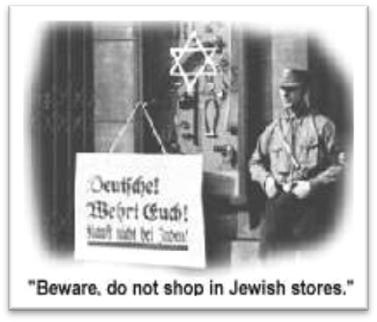 Deutsche!
Wehrt Euch!
Kauft nicht bei Juden!
"Beware, do not shop in Jewish stores."